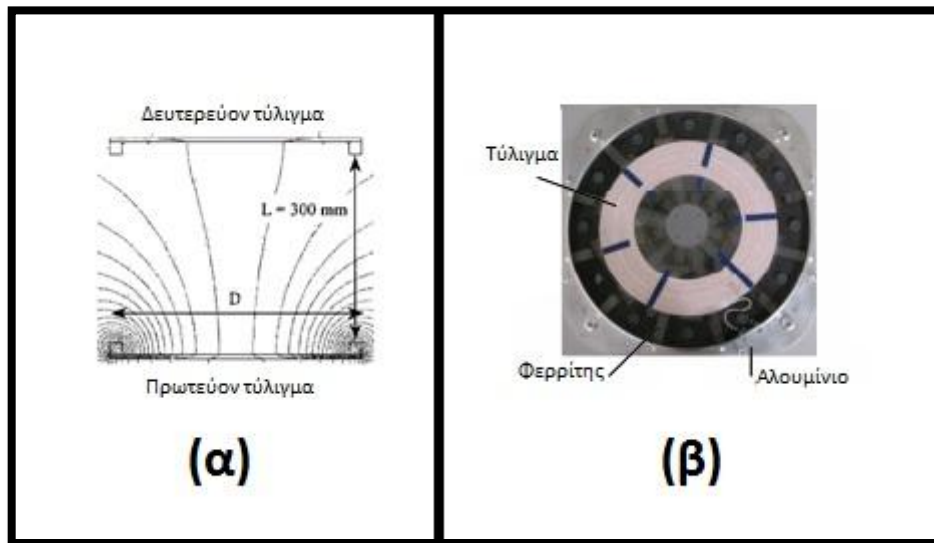 Δευτερεύον τύλιγμα
L = 300 mm
D
Πρωτεύον τύλιγμα
(α)
Τύλιγμα
Φερρίτης
Αλουμίνιο
(β)